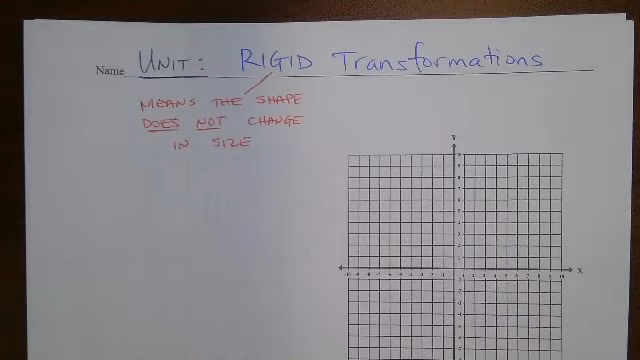 Name UNIT: RIGID Transformations
MEANS THE SHAPE
DOES NOT CHANGE
IN SIZE
Y
X